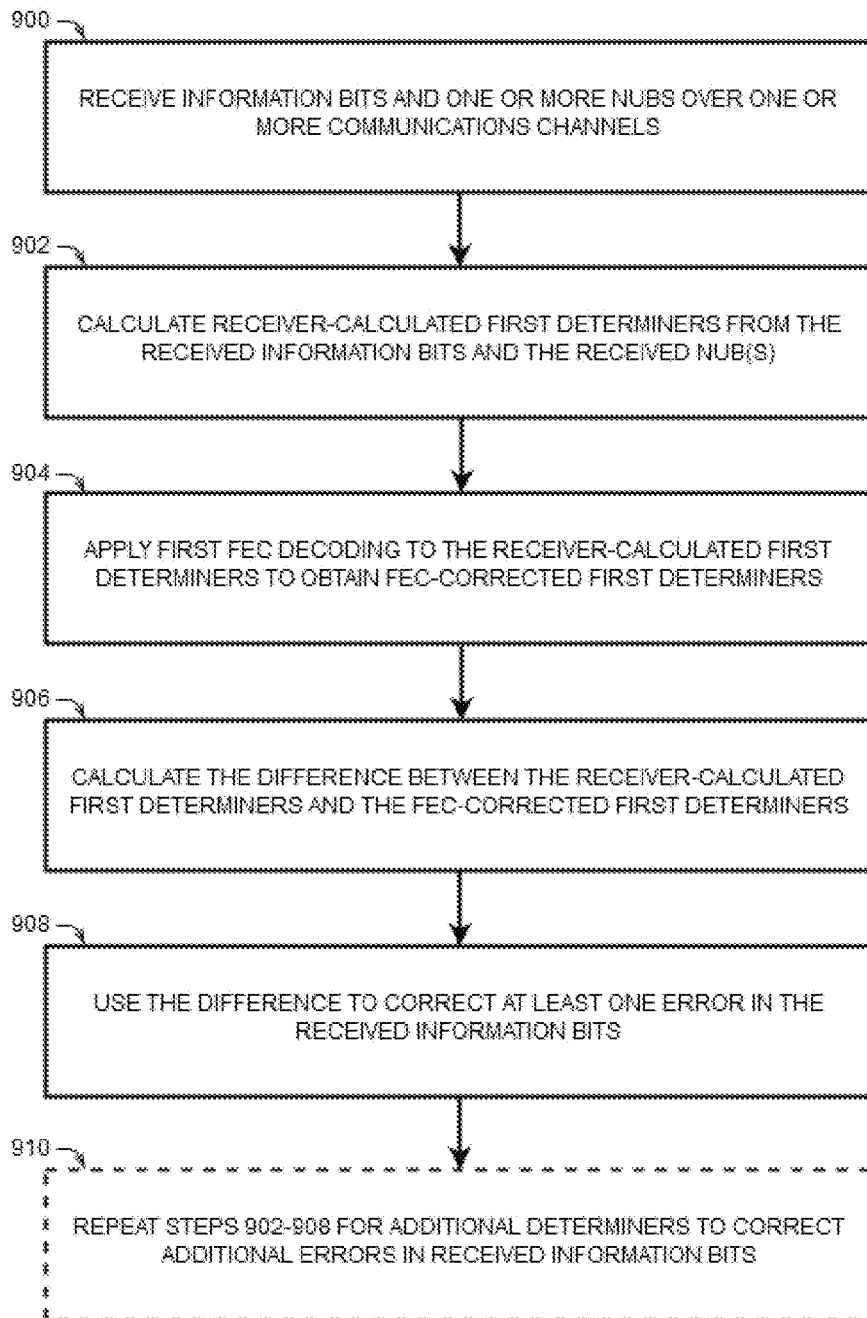 900
RECEIVE INFORMATION BITS AND ONE OR MORE NUBS OVER ONE OR
MORE COMMUNICATIONS CHANNELS
902
CALCULATE RECEIVER-CALCULATED FIRST DETERMINERS FROM THE
RECEIVED INFORMATION BITS AND THE RECEIVED NUB(S)
904
APPLY FIRST FEC DECODING TO THE RECEIVER-CALCULATED FIRST
DETERMINERS TO OBTAIN FEC-CORRECTED FIRST DETERMINERS
906
CALCULATE THE DIFFERENCE BETWEEN THE RECEIVER-CALCULATED
FIRST DETERMINERS AND THE FEC-CORRECTED FIRST DETERMINERS
908
USE THE DIFFERENCE TO CORRECT AT LEAST ONE ERROR IN THE
RECEIVED INFORMATION BITS
910
REPEAT STEPS 902-908 FOR ADDITIONAL DETERMINERS TO CORRECT
ADDITIONAL ERRORS IN RECEIVED INFORMATION BITS